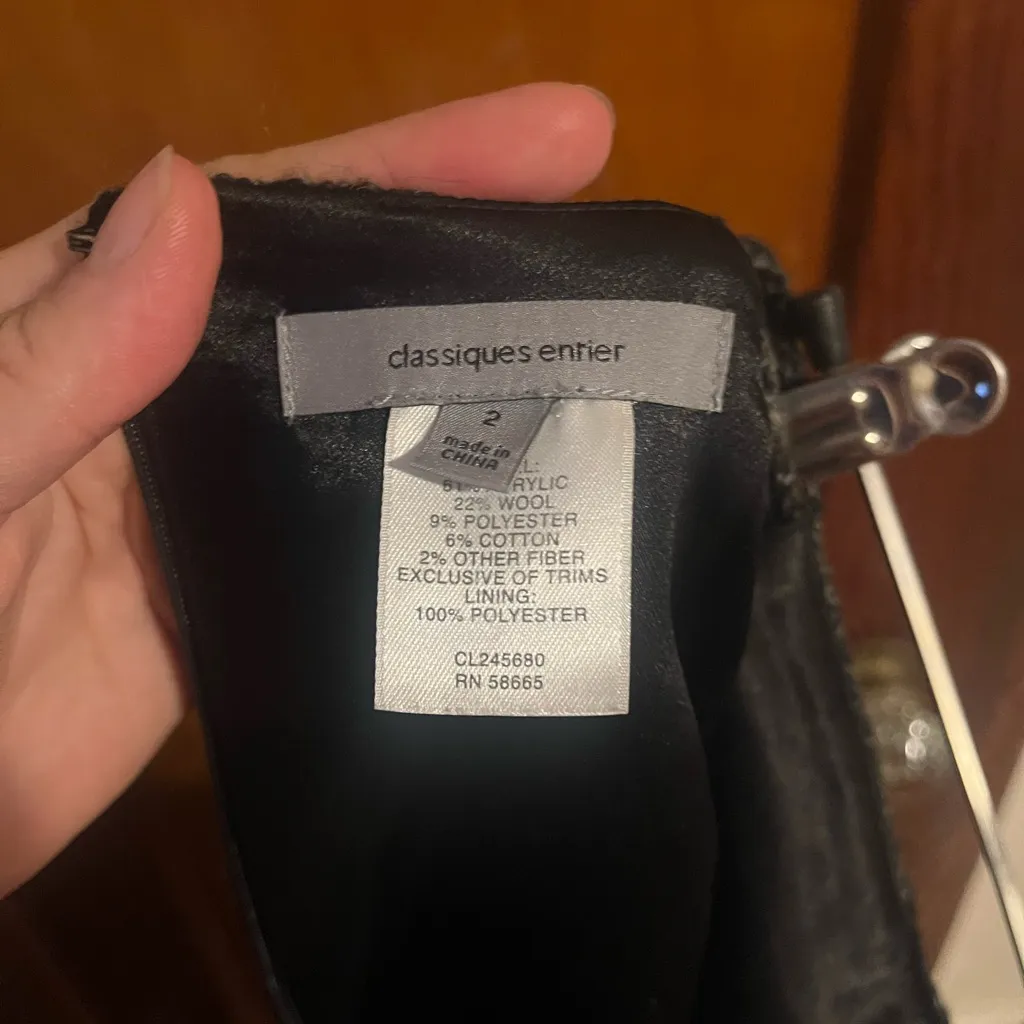 classiques entier
2
made in
CHINA
22% WOOL
9% POLYESTER
6% COTTON
2% OTHER FIBER
EXCLUSIVE OF TRIMS
LINING:
100% POLYESTER
CL245680
RN 58665